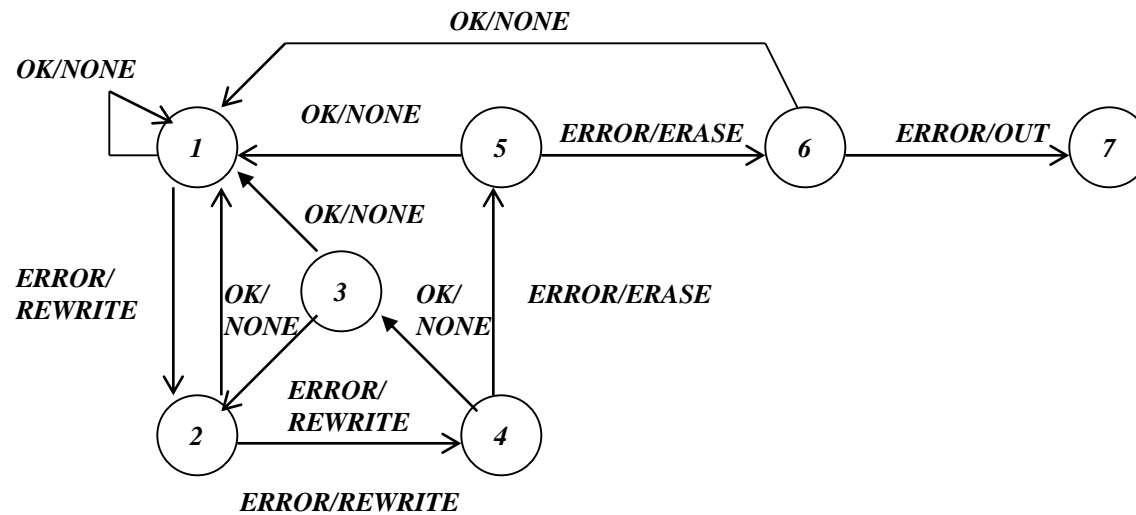 OK/NONE
OK/NONE
1
OK/NONE
5
ERROR/ERASE
6
ERROR/OUT
7
OK/NONE
ERROR/
REWRITE
OK/
NONE
3
OK/
NONE
ERROR/ERASE
ERROR/
REWRITE
2
4
ERROR/REWRITE